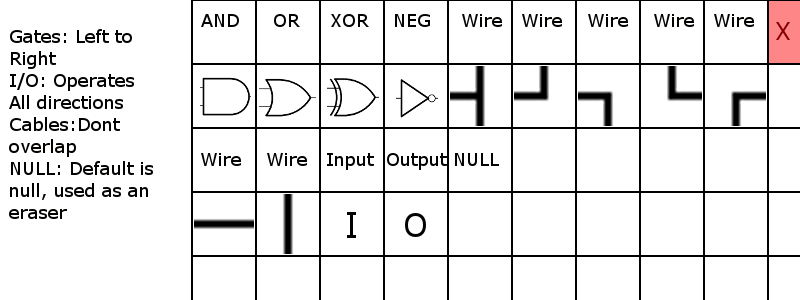 Gates: Left to
Right
I/O: Operates
All directions
Cables:Dont
overlap
NULL: Default is
null, used as an
eraser
AND OR XOR NEG Wire Wire Wire Wire Wire X
Wire Wire Input Output NULL
I O